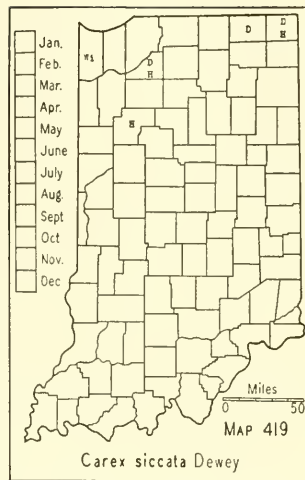 Jan.
Feb.
Mar.
Apr.
May
June
July
Aug.
Sept
Oct
Nov.
Dec
D
D
H
D
H
H
Miles
0 50
MAP 419
Carex siccata Dewey